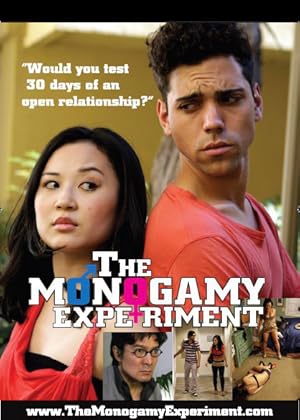 "Would you test
30 days of an
open relationship?"
THE
MONOGAMY
EXPERIMENT
www.TheMonogamyExperiment.com